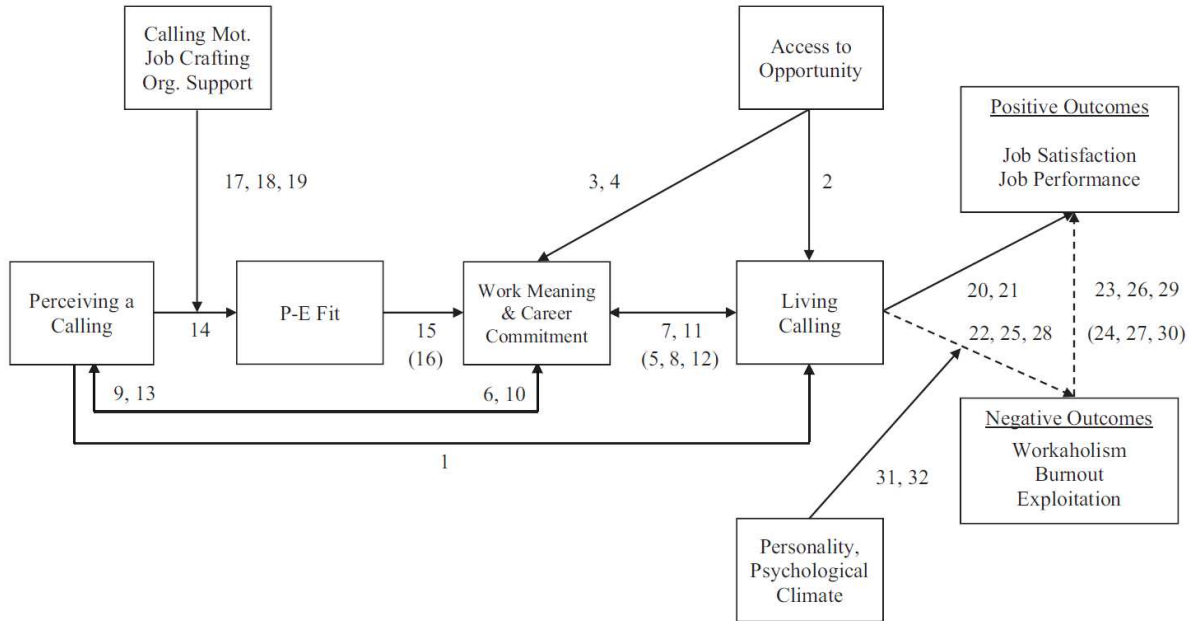 Calling Mot.
Job Crafting
Org. Support
Access to
Opportunity
Positive Outcomes
Job Satisfaction
Job Performance
17, 18, 19
3, 4
2
Perceiving a
Calling
14
P-E Fit
15
(16)
Work Meaning
& Career
Commitment
7, 11
(5, 8, 12)
Living
Calling
20, 21
22, 25, 28
23, 26, 29
(24, 27, 30)
9, 13
6, 10
1
Negative Outcomes
Workaholism
Burnout
Exploitation
31, 32
Personality,
Psychological
Climate